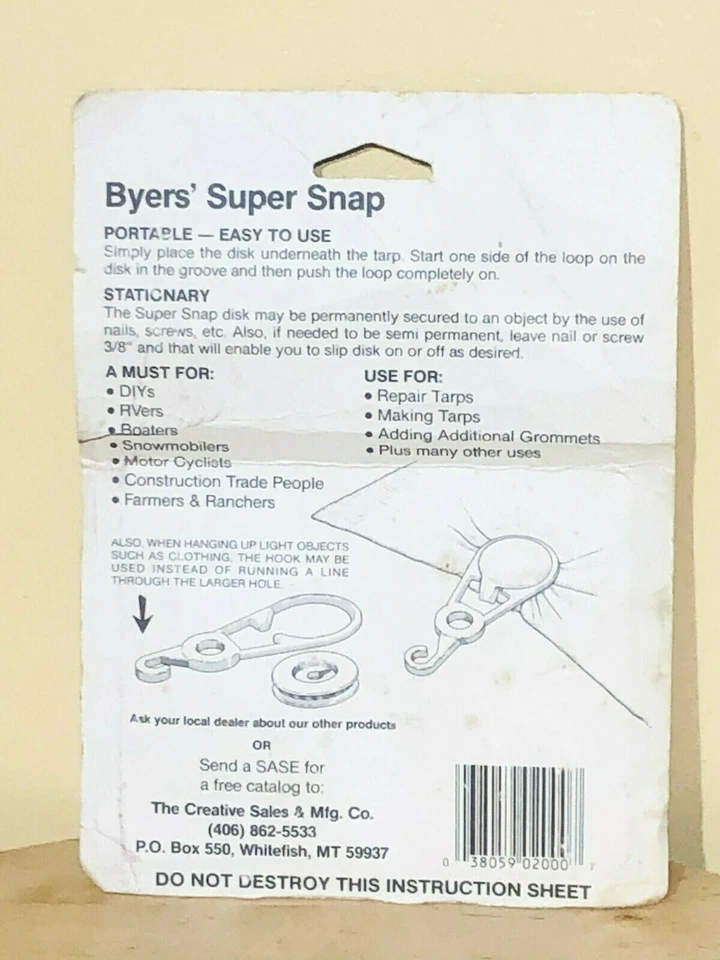 Byers' Super Snap
PORTABLE — EASY TO USE
Simply place the disk underneath the tarp. Start one side of the loop on the
disk in the groove and then push the loop completely on.
STATIONARY
The Super Snap disk may be permanently secured to an object by the use of
nails, screws, etc. Also, if needed to be semi permanent, leave nail or screw
3/8" and that will enable you to slip disk on or off as desired.
A MUST FOR:
• DIYs
• RVers
• Boaters
• Snowmobilers
• Motor Cyclists
• Construction Trade People
• Farmers & Ranchers
USE FOR:
• Repair Tarps
• Making Tarps
• Adding Additional Grommets
• Plus many other uses
ALSO, WHEN HANGING UP LIGHT OBJECTS
SUCH AS CLOTHING, THE HOOK MAY BE
USED INSTEAD OF RUNNING A LINE
THROUGH THE LARGER HOLE.
Ask your local dealer about our other products
OR
Send a SASE for
a free catalog to:
The Creative Sales & Mfg. Co.
(406) 862-5533
P.O. Box 550, Whitefish, MT 59937
0 38059 02000 7
DO NOT DESTROY THIS INSTRUCTION SHEET